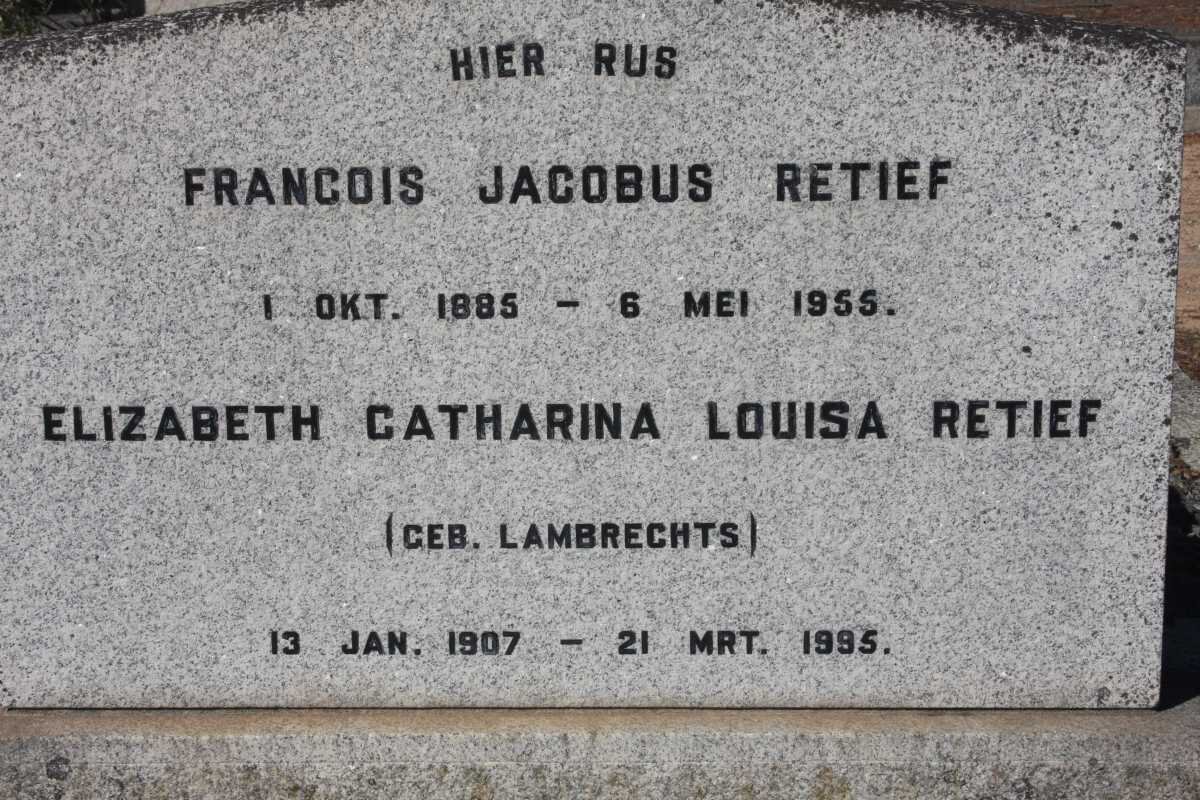 HIER RUS
FRANCOIS JACOBUS RETIEF
1 OKT. 1885 – 6 MEI 1955.
ELIZABETH CATHARINA LOUISA RETIEF
(GEB. LAMBRECHTS)
13 JAN. 1907 – 21 MRT. 1995.